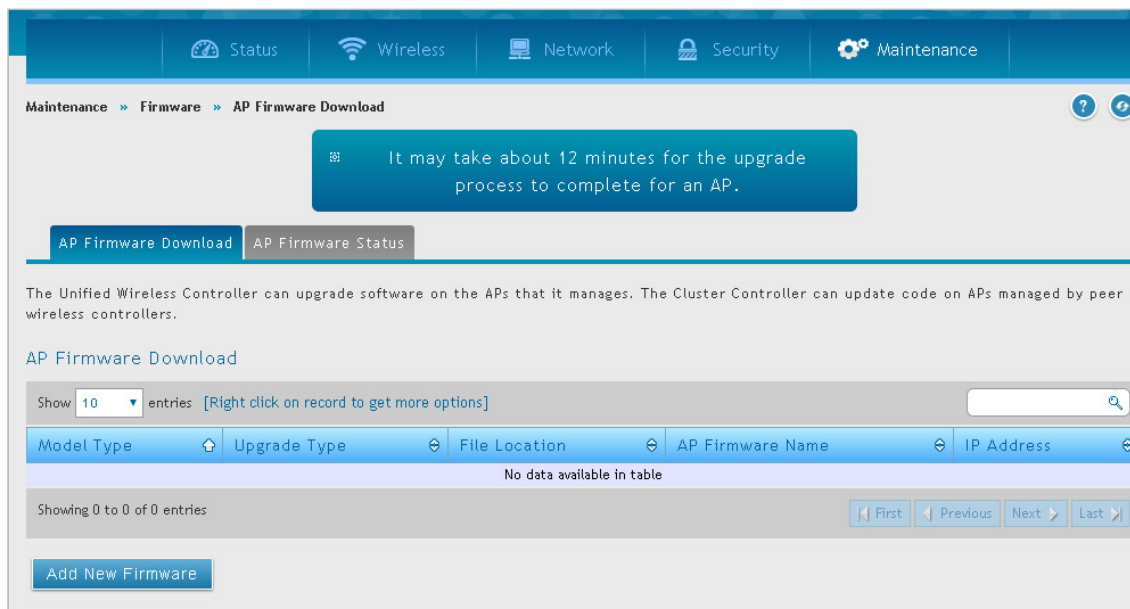 Status Wireless Network Security Maintenance
Maintenance » Firmware » AP Firmware Download
?
It may take about 12 minutes for the upgrade
process to complete for an AP.
AP Firmware Download AP Firmware Status
The Unified Wireless Controller can upgrade software on the APs that it manages. The Cluster Controller can update code on APs managed by peer
wireless controllers.
AP Firmware Download
Show 10 entries [Right click on record to get more options]
Model Type Upgrade Type File Location AP Firmware Name IP Address
No data available in table
Showing 0 to 0 of 0 entries
First Previous Next Last
Add New Firmware